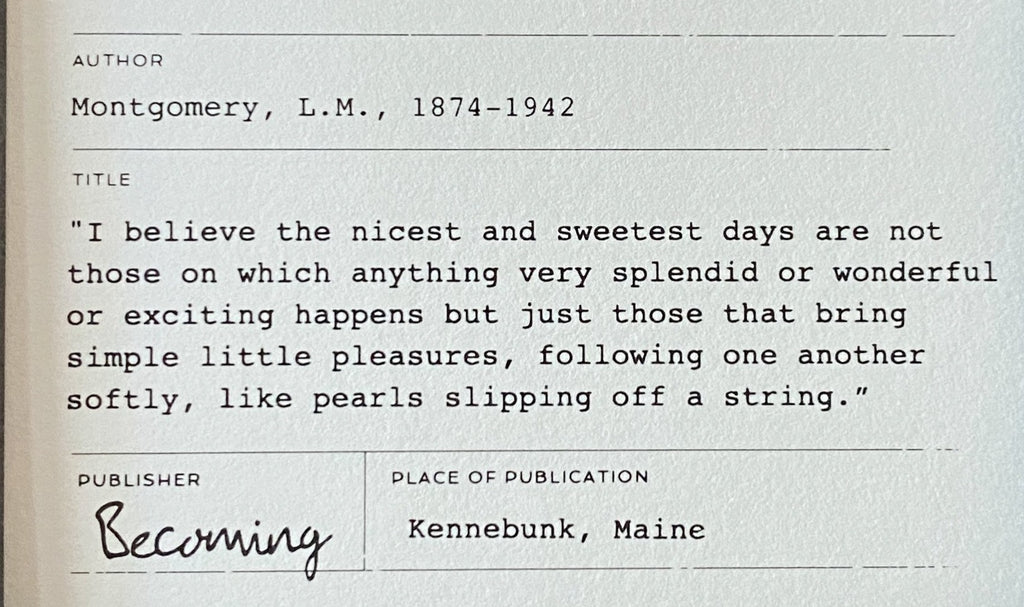 AUTHOR
Montgomery, L.M., 1874-1942
TITLE
"I believe the nicest and sweetest days are not
those on which anything very splendid or wonderful
or exciting happens but just those that bring
simple little pleasures, following one another
softly, like pearls slipping off a string.”
PUBLISHER
Becoming
PLACE OF PUBLICATION
Kennebunk, Maine